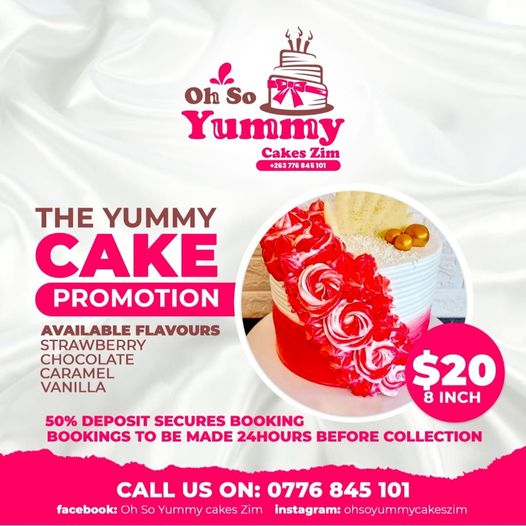 Oh So
Yummy
Cakes Zim
+263 776 845 101
THE YUMMY
CAKE
PROMOTION
AVAILABLE FLAVOURS
STRAWBERRY
CHOCOLATE
CARAMEL
VANILLA
$20
8 INCH
50% DEPOSIT SECURES BOOKING
BOOKINGS TO BE MADE 24HOURS BEFORE COLLECTION
CALL US ON: 0776 845 101
facebook: Oh So Yummy cakes Zim instagram: ohsoyummycakeszim